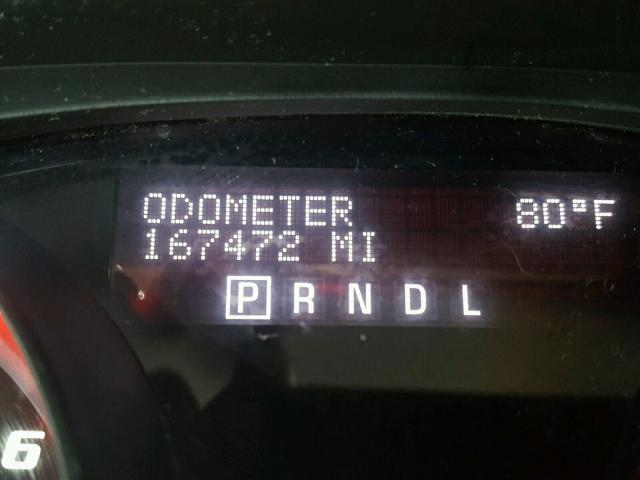 ODOMETER 80°F
167472 MI
P R N D L
6